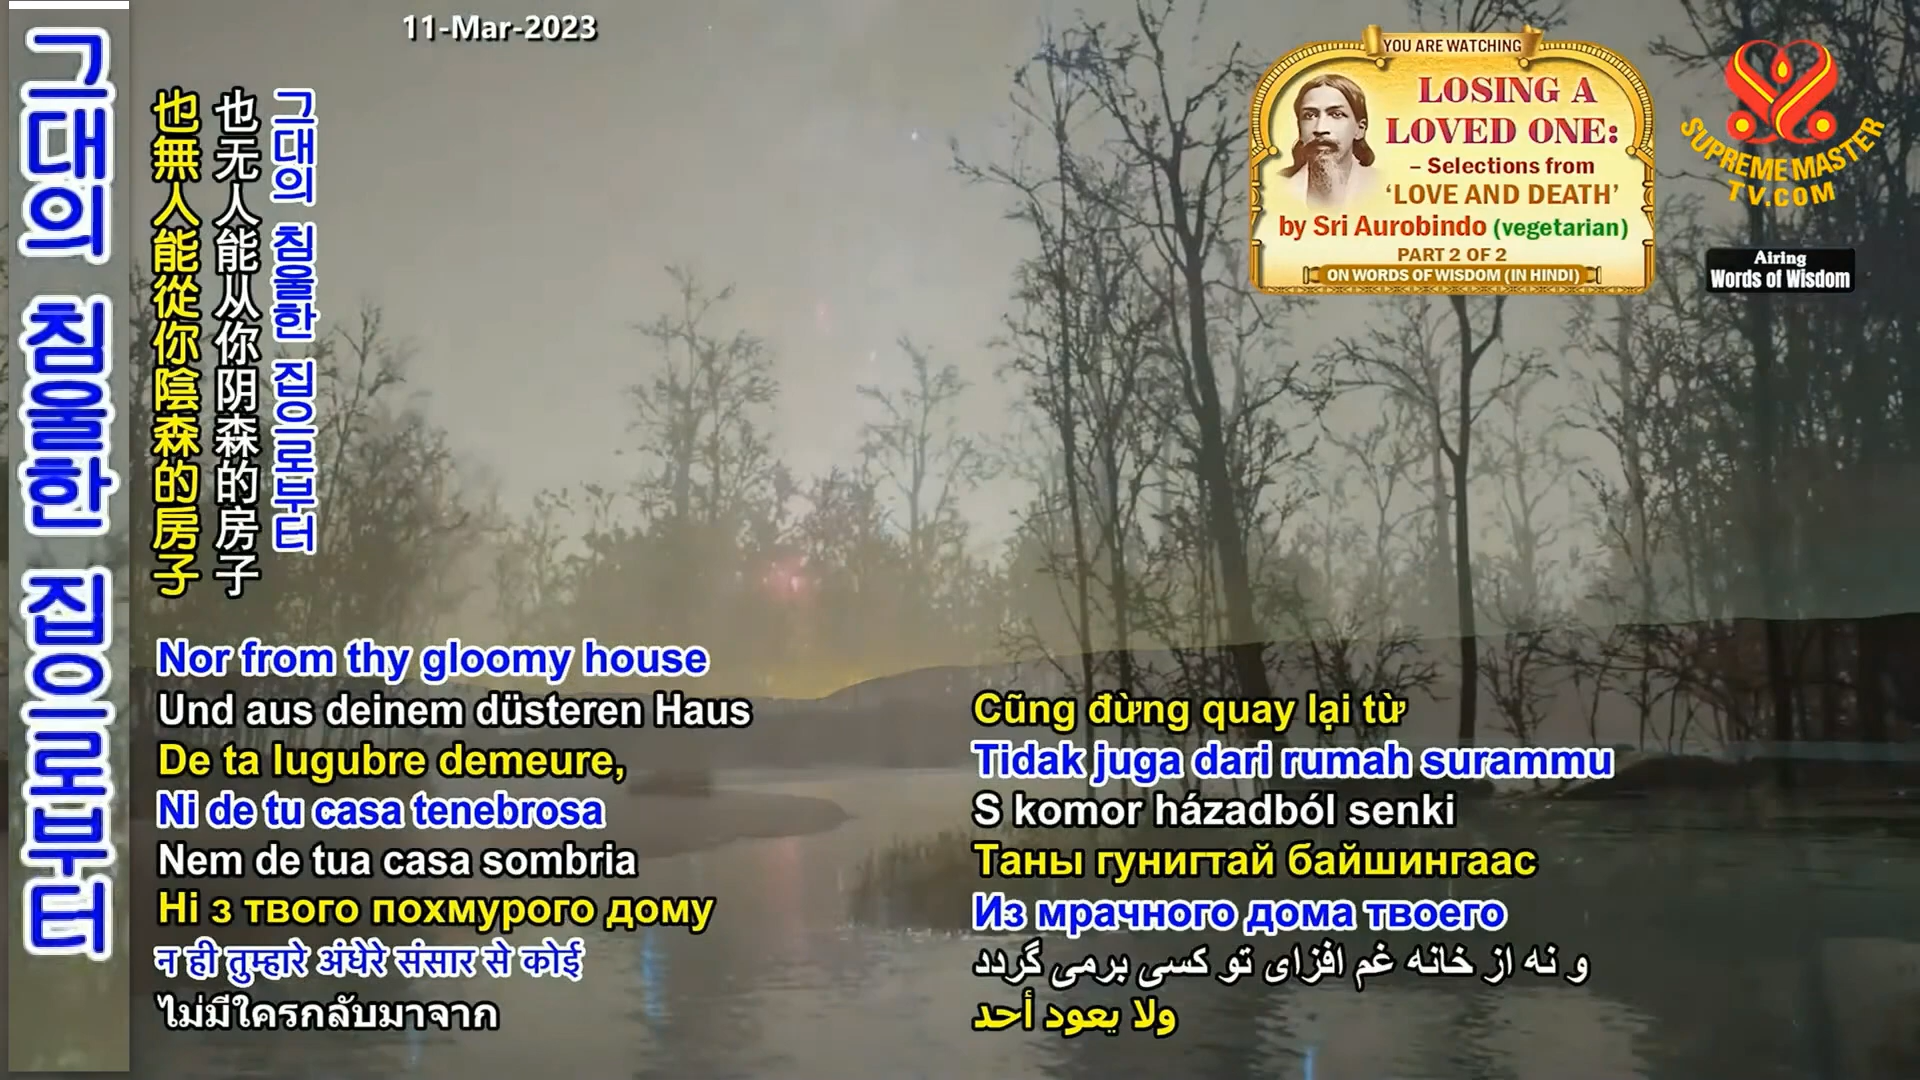 11-Mar-2023
그대의 침울한 집으로부터
也無人能從你陰森的房子
也无人能从你阴森的房子
그대의 침울한 집으로부터
YOU ARE WATCHING
LOSING A
LOVED ONE:
– Selections from
‘LOVE AND DEATH’
by Sri Aurobindo (vegetarian)
PART 2 OF 2
ON WORDS OF WISDOM (IN HINDI)
SUPREME MASTER
TV.COM
Airing
Words of Wisdom
Nor from thy gloomy house
Und aus deinem düsteren Haus
De ta lugubre demeure,
Ni de tu casa tenebrosa
Nem de tua casa sombria
Ні з твого похмурого дому
न ही तुम्हारे अंधेरे संसार से कोई
ไม่มีใครกลับมาจาก
Cũng đừng quay lại từ
Tidak juga dari rumah surammu
S komor házadból senki
Таны гунигтай байшингаас
Из мрачного дома твоего
و نه از خانه غم افزای تو کسی برمی گردد
ولا يعود أحد